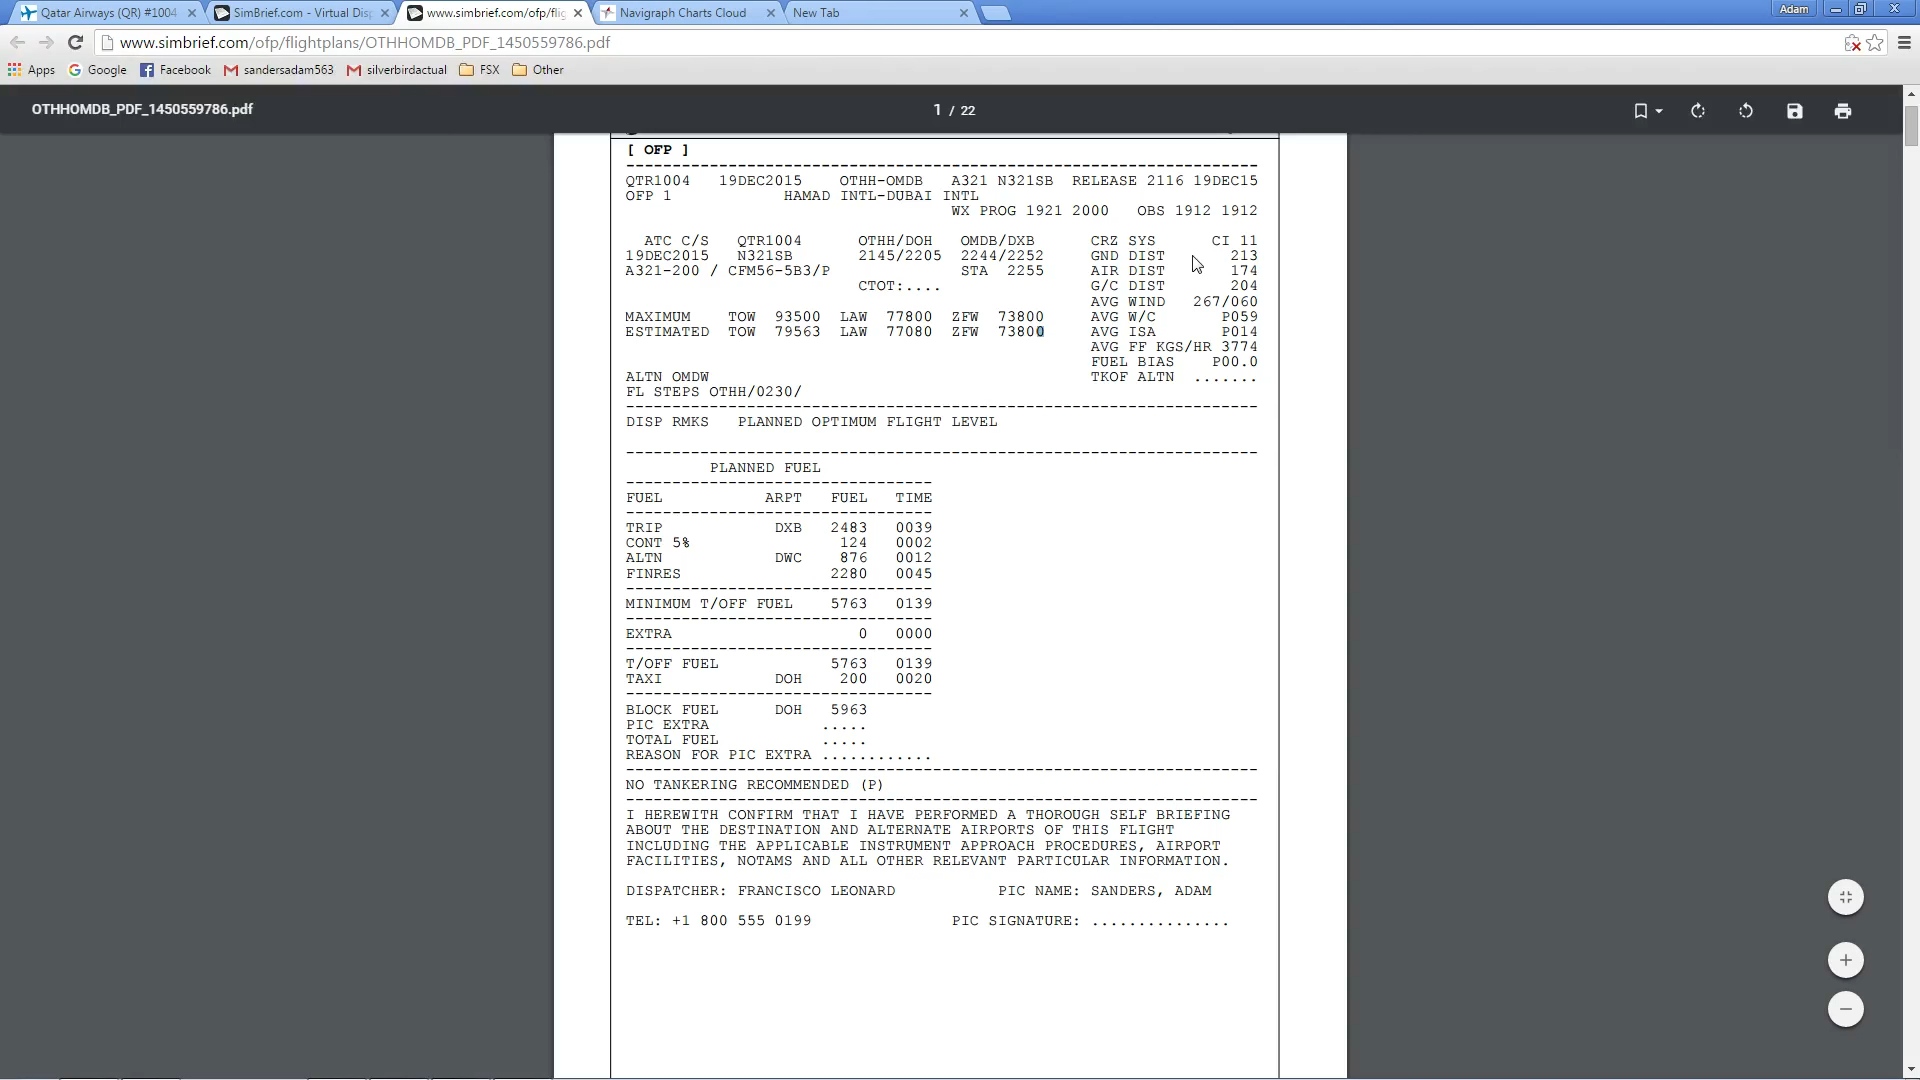 Qatar Airways (QR) #1004
SimBrief.com - Virtual Disp
www.simbrief.com/ofp/flig
Navigraph Charts Cloud
New Tab
Adam
www.simbrief.com/ofp/flightplans/OTHHOMDB_PDF_1450559786.pdf
Apps Google Facebook sandersadam563 silverbirdactual FSX Other
OTHHOMDB_PDF_1450559786.pdf
1 / 22
[ OFP ]
--------------------------------------------------------------------
QTR1004 19DEC2015 OTHH-OMDB A321 N321SB RELEASE 2116 19DEC15
OFP 1 HAMAD INTL-DUBAI INTL
WX PROG 1921 2000 OBS 1912 1912
ATC C/S QTR1004 OTHH/DOH OMDB/DXB CRZ SYS CI 11
19DEC2015 N321SB 2145/2205 2244/2252 GND DIST 213
A321-200 / CFM56-5B3/P STA 2255 AIR DIST 174
CTOT:.... G/C DIST 204
AVG WIND 267/060
MAXIMUM TOW 93500 LAW 77800 ZFW 73800 AVG W/C P059
ESTIMATED TOW 79563 LAW 77080 ZFW 73800 AVG ISA P014
AVG FF KGS/HR 3774
FUEL BIAS P00.0
ALTN OMDW TKOF ALTN .......
FL STEPS OTHH/0230/
--------------------------------------------------------------------
DISP RMKS PLANNED OPTIMUM FLIGHT LEVEL
--------------------------------------------------------------------
PLANNED FUEL
---------------------------------
FUEL ARPT FUEL TIME
---------------------------------
TRIP DXB 2483 0039
CONT 5% 124 0002
ALTN DWC 876 0012
FINRES 2280 0045
---------------------------------
MINIMUM T/OFF FUEL 5763 0139
---------------------------------
EXTRA 0 0000
---------------------------------
T/OFF FUEL 5763 0139
TAXI DOH 200 0020
---------------------------------
BLOCK FUEL DOH 5963
PIC EXTRA .....
TOTAL FUEL .....
REASON FOR PIC EXTRA ............
--------------------------------------------------------------------
NO TANKERING RECOMMENDED (P)
--------------------------------------------------------------------
I HEREWITH CONFIRM THAT I HAVE PERFORMED A THOROUGH SELF BRIEFING
ABOUT THE DESTINATION AND ALTERNATE AIRPORTS OF THIS FLIGHT
INCLUDING THE APPLICABLE INSTRUMENT APPROACH PROCEDURES, AIRPORT
FACILITIES, NOTAMS AND ALL OTHER RELEVANT PARTICULAR INFORMATION.
DISPATCHER: FRANCISCO LEONARD PIC NAME: SANDERS, ADAM
TEL: +1 800 555 0199 PIC SIGNATURE: ...............